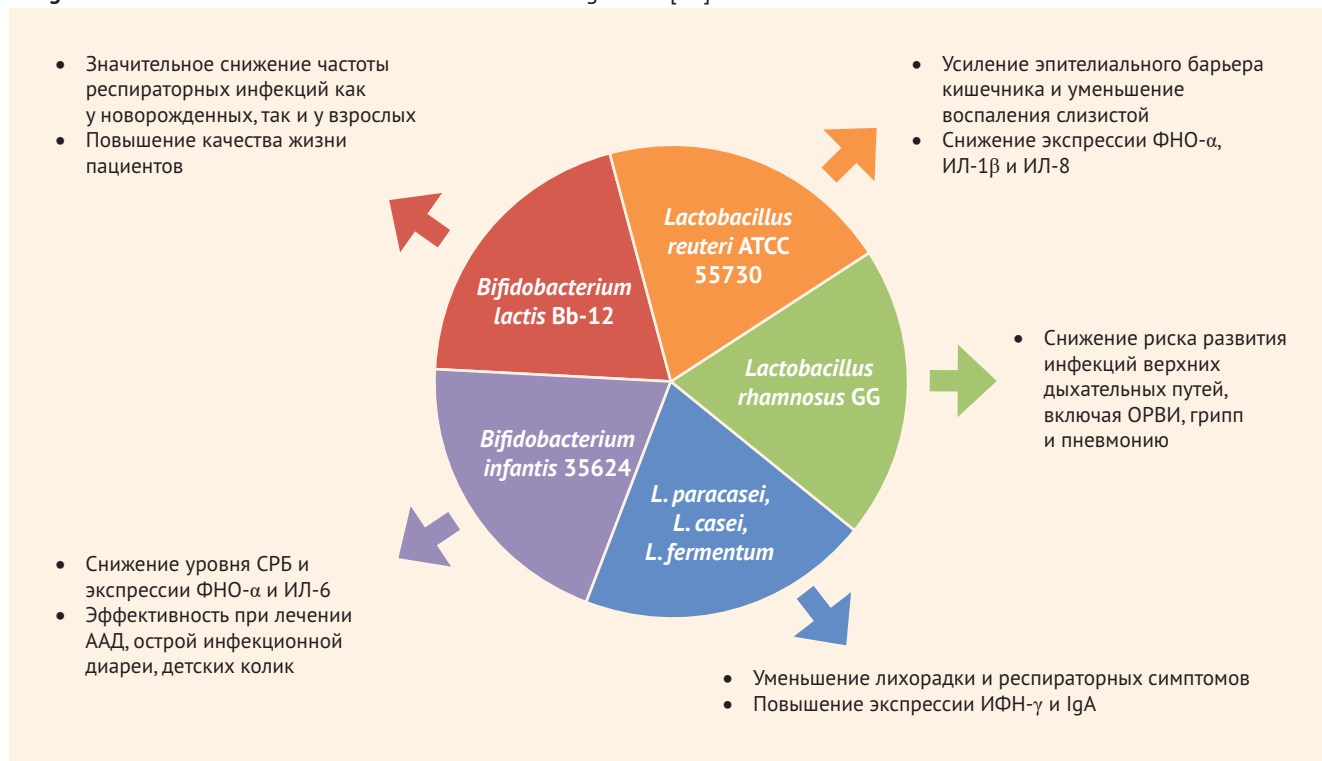 • Значительное снижение частоты
респираторных инфекций как
у новорожденных, так и у взрослых
• Повышение качества жизни
пациентов
• Усиление эпителиального барьера
кишечника и уменьшение
воспаления слизистой
• Снижение экспрессии ФНО-α,
ИЛ-1β и ИЛ-8
Lactobacillus
reuteri ATCC
55730
Bifidobacterium
lactis Bb-12
Lactobacillus
rhamnosus GG
• Снижение риска развития
инфекций верхних
дыхательных путей,
включая ОРВИ, грипп
и пневмонию
Bifidobacterium
infantis 35624
L. paracasei,
L. casei,
L. fermentum
• Снижение уровня СРБ и
экспрессии ФНО-α и ИЛ-6
• Эффективность при лечении
ААД, острой инфекционной
диареи, детских колик
• Уменьшение лихорадки и респираторных симптомов
• Повышение экспрессии ИФН-γ и IgA